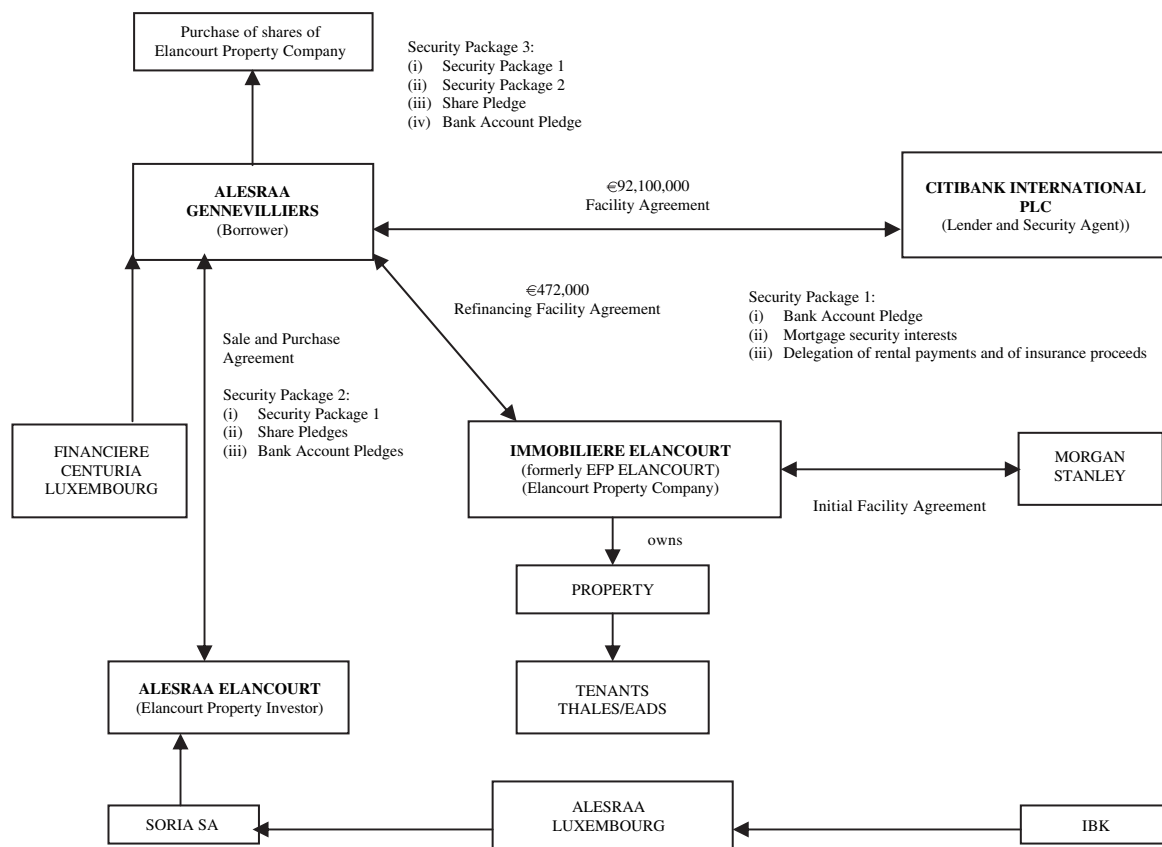 Purchase of shares of
Elancourt Property Company
Security Package 3:
(i) Security Package 1
(ii) Security Package 2
(iii) Share Pledge
(iv) Bank Account Pledge
ALESRAA
GENNEVILLIERS
(Borrower)
€92,100,000
Facility Agreement
CITIBANK INTERNATIONAL
PLC
(Lender and Security Agent))
€472,000
Refinancing Facility Agreement
Security Package 1:
(i) Bank Account Pledge
(ii) Mortgage security interests
(iii) Delegation of rental payments and of insurance proceeds
Sale and Purchase
Agreement
Security Package 2:
(i) Security Package 1
(ii) Share Pledges
(iii) Bank Account Pledges
FINANCIERE
CENTURIA
LUXEMBOURG
IMMOBILIERE ELANCOURT
(formerly EFP ELANCOURT)
(Elancourt Property Company)
MORGAN
STANLEY
Initial Facility Agreement
owns
PROPERTY
TENANTS
THALES/EADS
ALESRAA ELANCOURT
(Elancourt Property Investor)
SORIA SA
ALESRAA
LUXEMBOURG
IBK